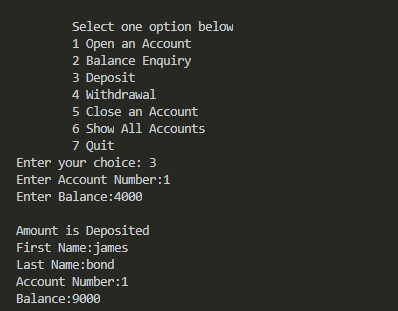 Select one option below
1 Open an Account
2 Balance Enquiry
3 Deposit
4 Withdrawal
5 Close an Account
6 Show All Accounts
7 Quit
Enter your choice: 3
Enter Account Number:1
Enter Balance:4000
Amount is Deposited
First Name:james
Last Name:bond
Account Number:1
Balance:9000